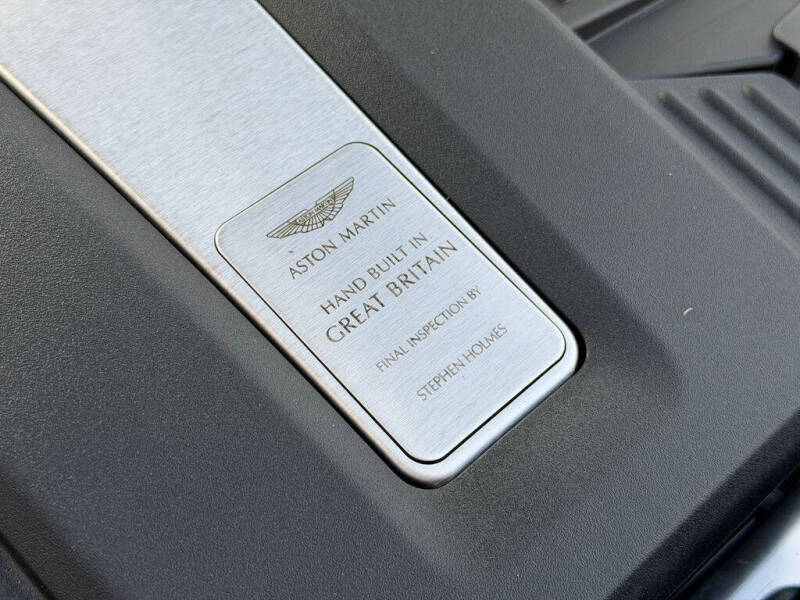 ASTON MARTIN
HAND BUILT IN
GREAT BRITAIN
FINAL INSPECTION BY
STEPHEN HOLMES